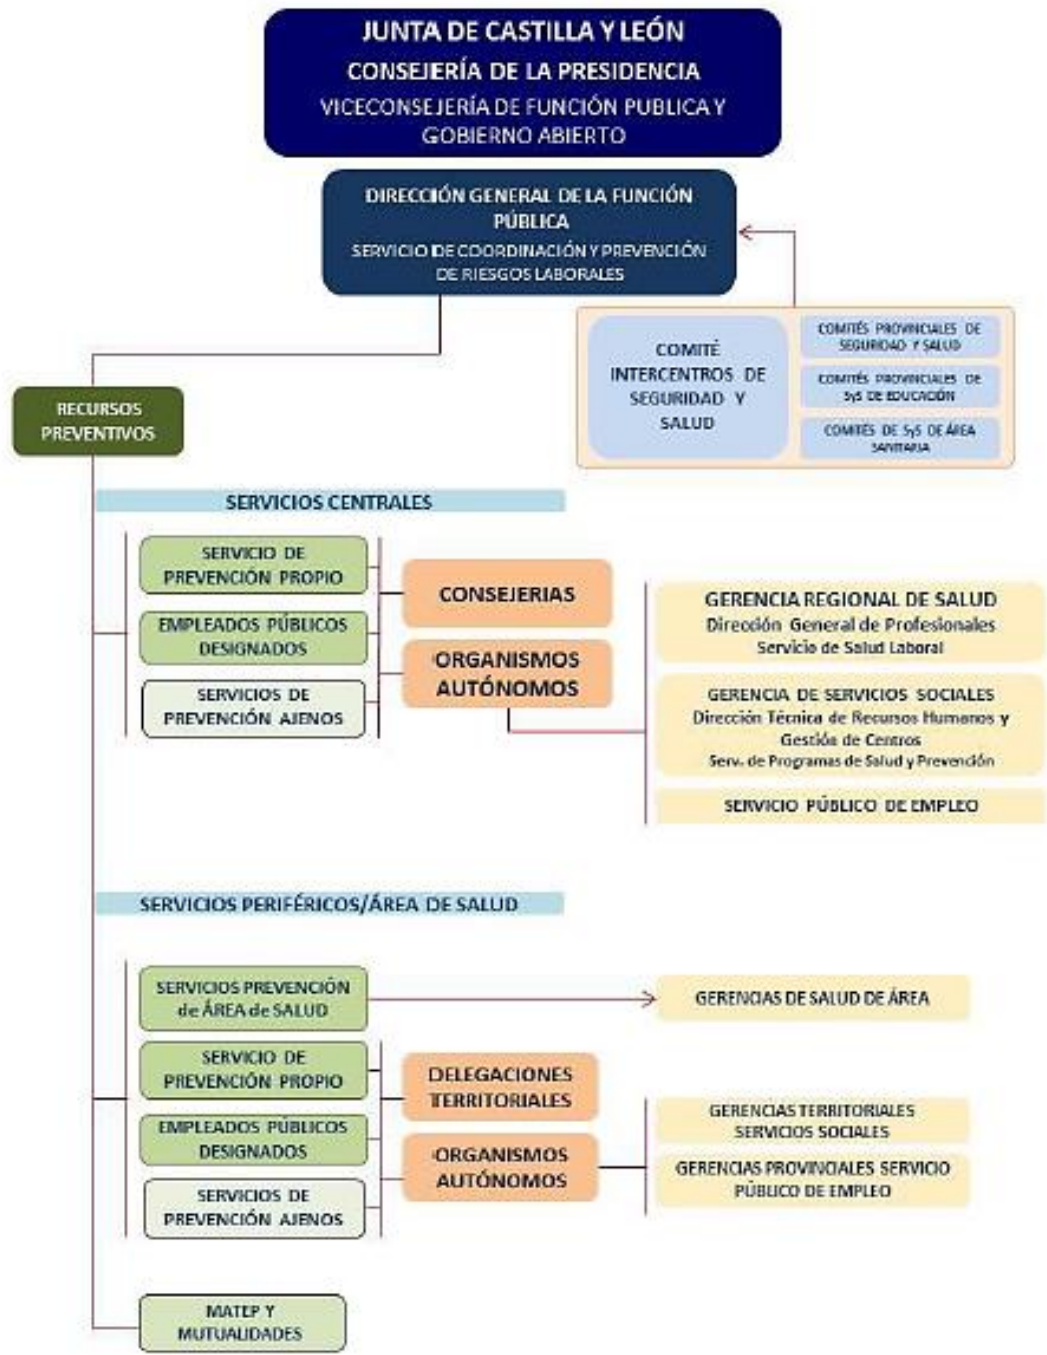 JUNTA DE CASTILLA Y LEÓN
CONSEJERÍA DE LA PRESIDENCIA
VICECONSEJERÍA DE FUNCIÓN PUBLICA Y
GOBIERNO ABIERTO
DIRECCIÓN GENERAL DE LA FUNCIÓN
PÚBLICA
SERVICIO DE COORDINACIÓN Y PREVENCIÓN
DE RIESGOS LABORALES
COMITÉ
INTERCENTROS DE
SEGURIDAD Y
SALUD
COMITÉS PROVINCIALES DE
SEGURIDAD Y SALUD
COMITÉS PROVINCIALES DE
SyS DE EDUCACIÓN
COMITÉS DE SyS DE ÁREA
SANITARIA
RECURSOS
PREVENTIVOS
SERVICIOS CENTRALES
SERVICIO DE
PREVENCIÓN PROPIO
EMPLEADOS PÚBLICOS
DESIGNADOS
SERVICIOS DE
PREVENCIÓN AJENOS
CONSEJERIAS
ORGANISMOS
AUTÓNOMOS
GERENCIA REGIONAL DE SALUD
Dirección General de Profesionales
Servicio de Salud Laboral
GERENCIA DE SERVICIOS SOCIALES
Dirección Técnica de Recursos Humanos y
Gestión de Centros
Serv. de Programas de Salud y Prevención
SERVICIO PÚBLICO DE EMPLEO
SERVICIOS PERIFÉRICOS/ÁREA DE SALUD
SERVICIOS PREVENCIÓN
de ÁREA de SALUD
GERENCIAS DE SALUD DE ÁREA
SERVICIO DE
PREVENCIÓN PROPIO
EMPLEADOS PÚBLICOS
DESIGNADOS
SERVICIOS DE
PREVENCIÓN AJENOS
DELEGACIONES
TERRITORIALES
ORGANISMOS
AUTÓNOMOS
GERENCIAS TERRITORIALES
SERVICIOS SOCIALES
GERENCIAS PROVINCIALES SERVICIO
PÚBLICO DE EMPLEO
MATEP Y
MUTUALIDADES